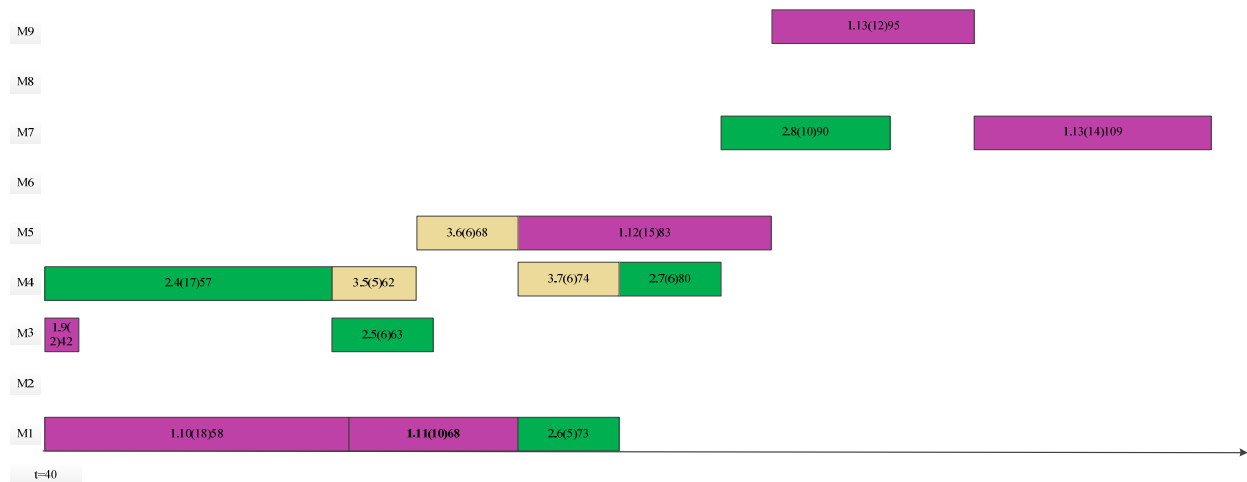 M9
1.13(12)95
M8
M7
2.8(10)90
1.13(14)109
M6
M5
3.6(6)68
1.12(15)83
M4
2.4(17)57
3.5(5)62
3.7(6)74
2.7(6)80
M3
1.9(
2)42
2.5(6)63
M2
M1
1.10(18)58
1.11(10)68
2.6(5)73
t=40